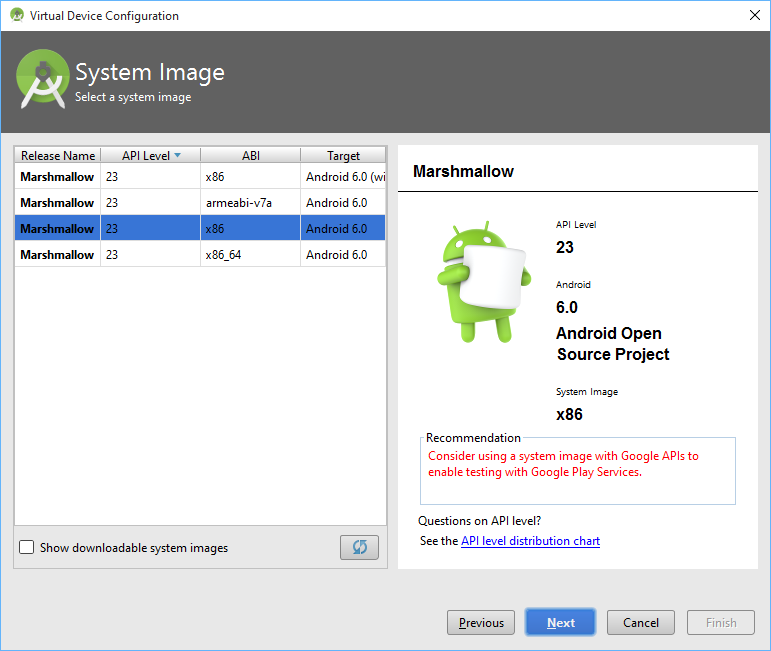 Virtual Device Configuration
System Image
Select a system image
Release Name API Level ABI Target
Marshmallow 23 x86 Android 6.0 (wi
Marshmallow 23 armeabi-v7a Android 6.0
Marshmallow 23 x86 Android 6.0
Marshmallow 23 x86_64 Android 6.0
Show downloadable system images
Marshmallow
API Level
23
Android
6.0
Android Open
Source Project
System Image
x86
Recommendation
Consider using a system image with Google APIs to
enable testing with Google Play Services.
Questions on API level?
See the API level distribution chart
Previous Next Cancel Finish